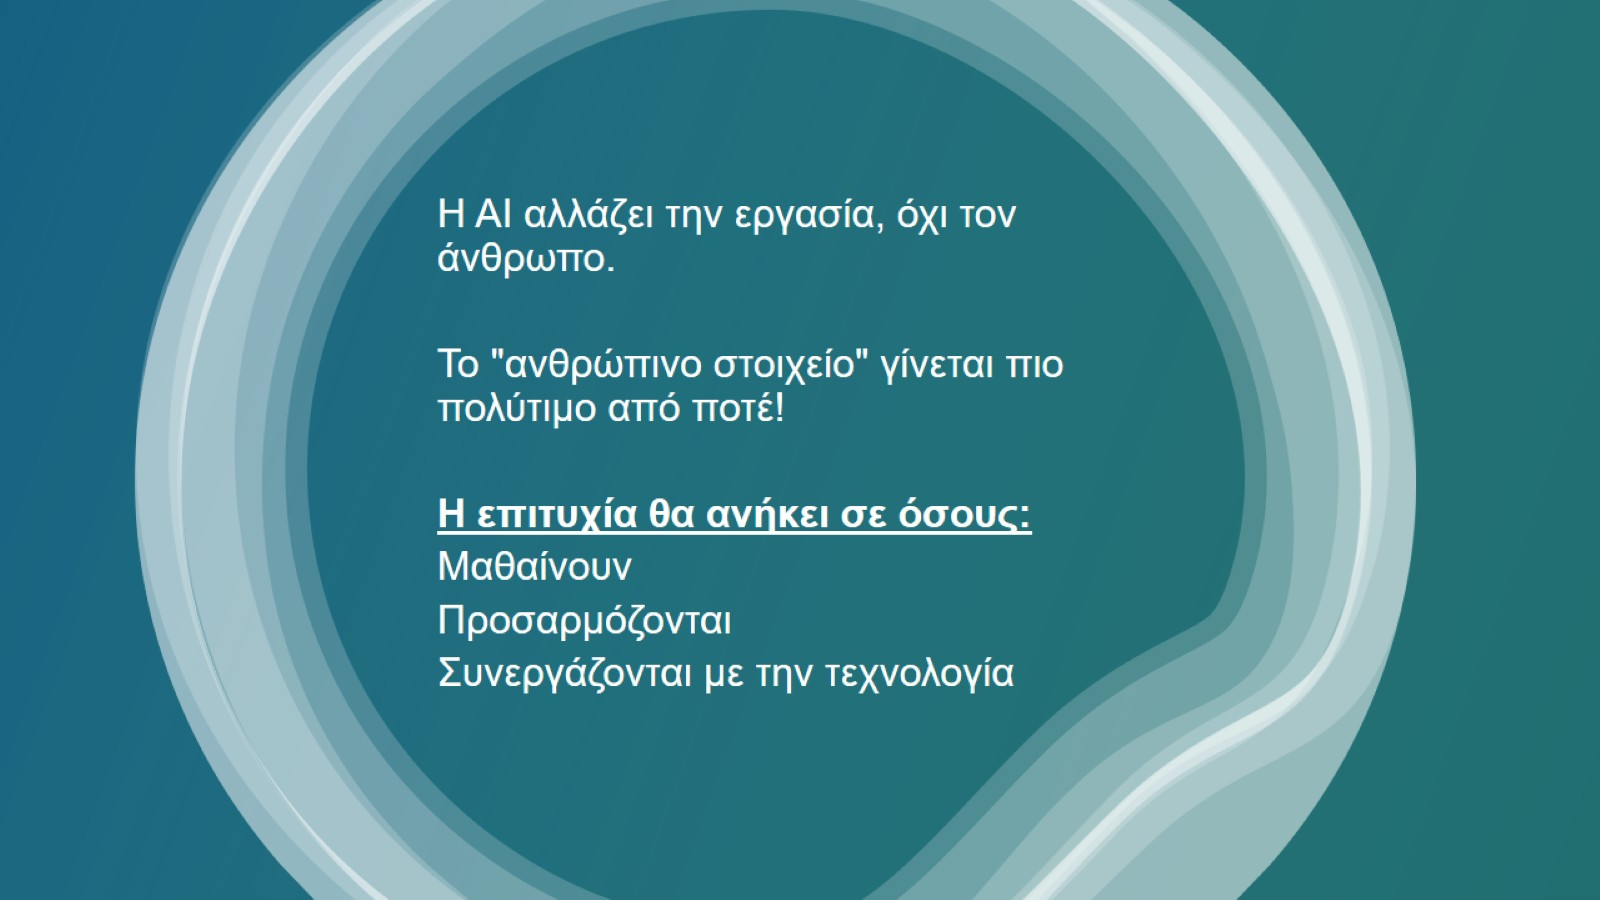 Η AI αλλάζει την εργασία, όχι τον
άνθρωπο.
Το "ανθρώπινο στοιχείο" γίνεται πιο
πολύτιμο από ποτέ!
Η επιτυχία θα ανήκει σε όσους:
Μαθαίνουν
Προσαρμόζονται
Συνεργάζονται με την τεχνολογία